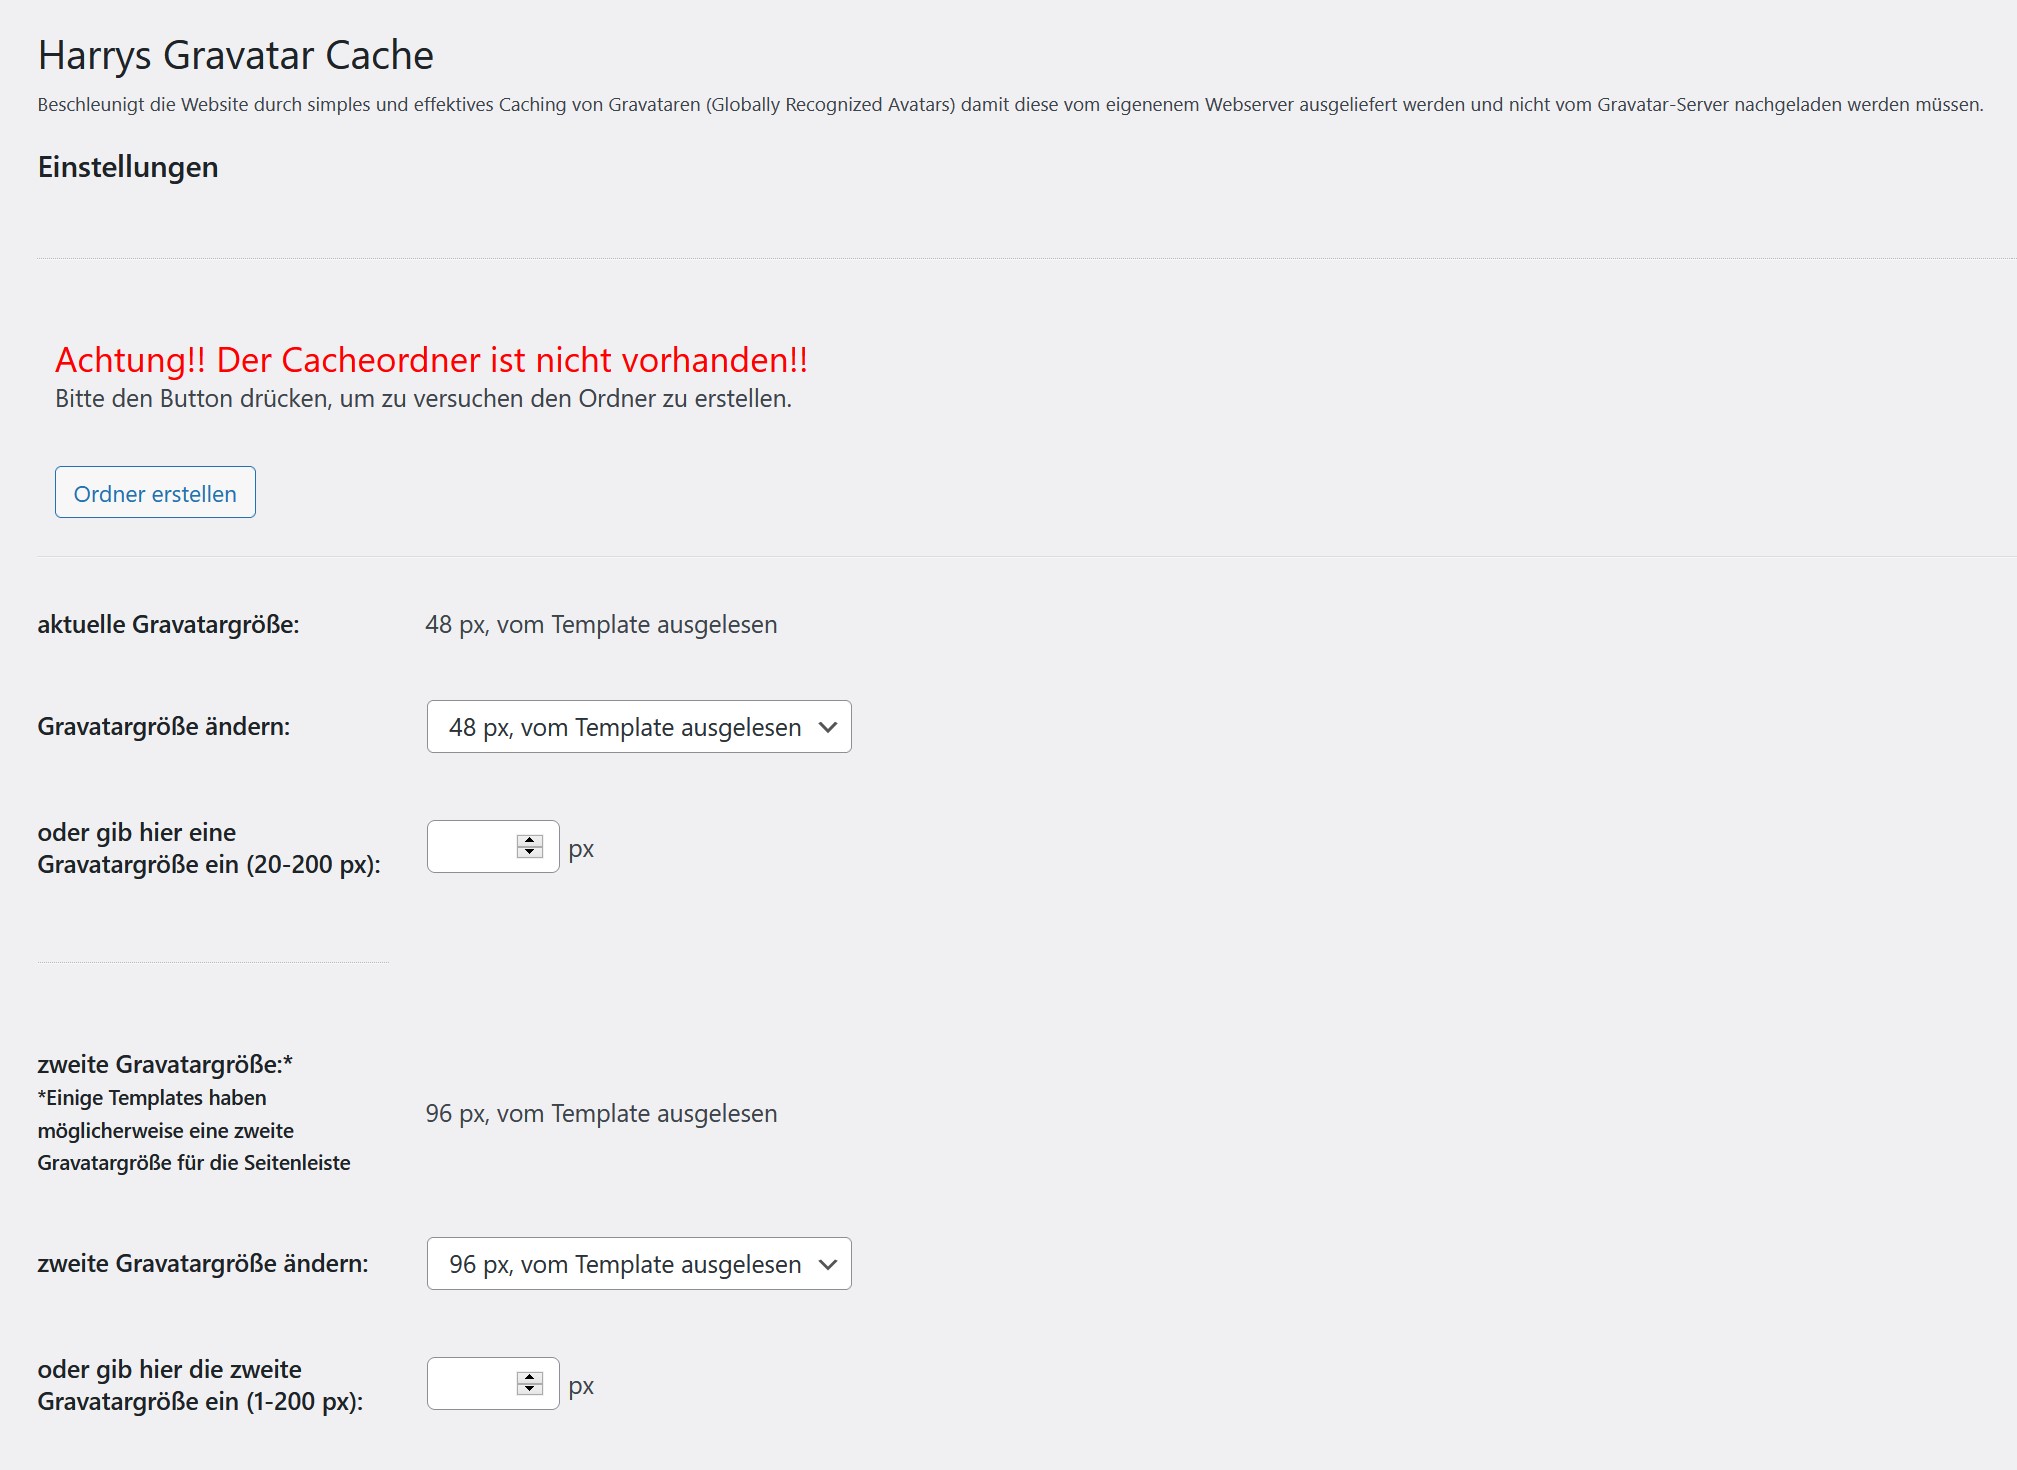 Harrys Gravatar Cache
Beschleunigt die Website durch simples und effektives Caching von Gravataren (Globally Recognized Avatars) damit diese vom eigenenem Webserver ausgeliefert werden und nicht vom Gravatar-Server nachgeladen werden müssen.
Einstellungen
Achtung!! Der Cacheordner ist nicht vorhanden!!
Bitte den Button drücken, um zu versuchen den Ordner zu erstellen.
Ordner erstellen
aktuelle Gravatargröße: 48 px, vom Template ausgelesen
Gravatargröße ändern: 48 px, vom Template ausgelesen
oder gib hier eine
Gravatargröße ein (20-200 px): px
zweite Gravatargröße:*
*Einige Templates haben
möglicherweise eine zweite
Gravatargröße für die Seitenleiste
96 px, vom Template ausgelesen
zweite Gravatargröße ändern: 96 px, vom Template ausgelesen
oder gib hier die zweite
Gravatargröße ein (1-200 px): px